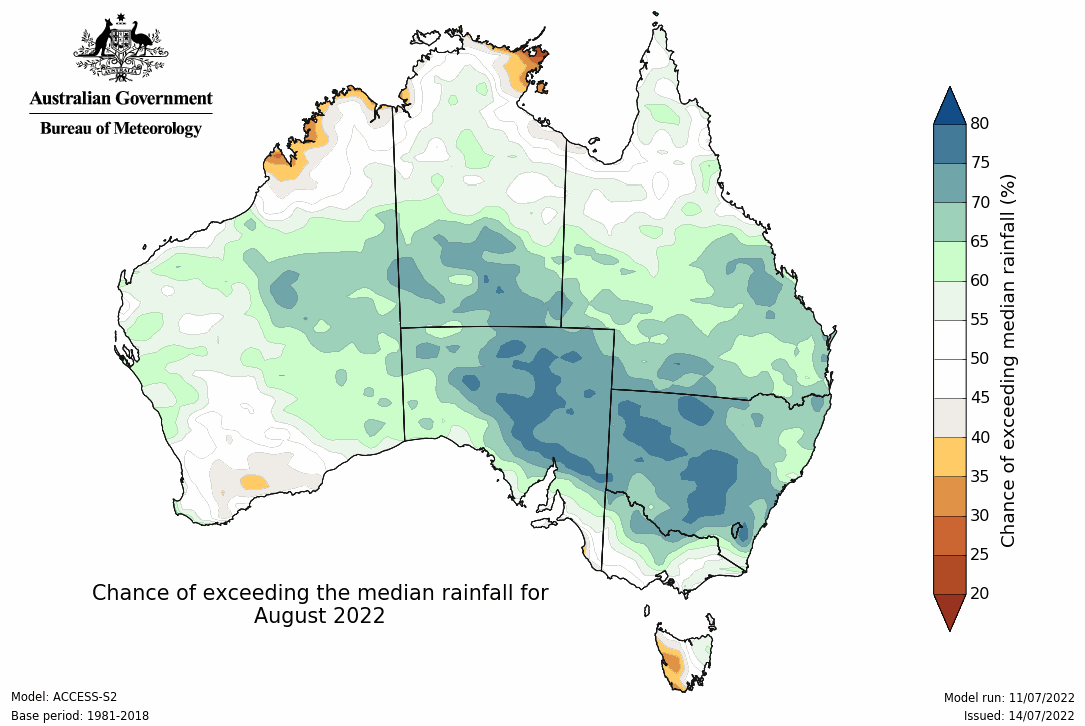 AUSTRALIA
Australian Government
Bureau of Meteorology
80
75
70
65
60
55
50
45
40
35
30
25
20
Chance of exceeding median rainfall (%)
Chance of exceeding the median rainfall for
August 2022
Model: ACCESS-S2
Base period: 1981-2018
Model run: 11/07/2022
Issued: 14/07/2022